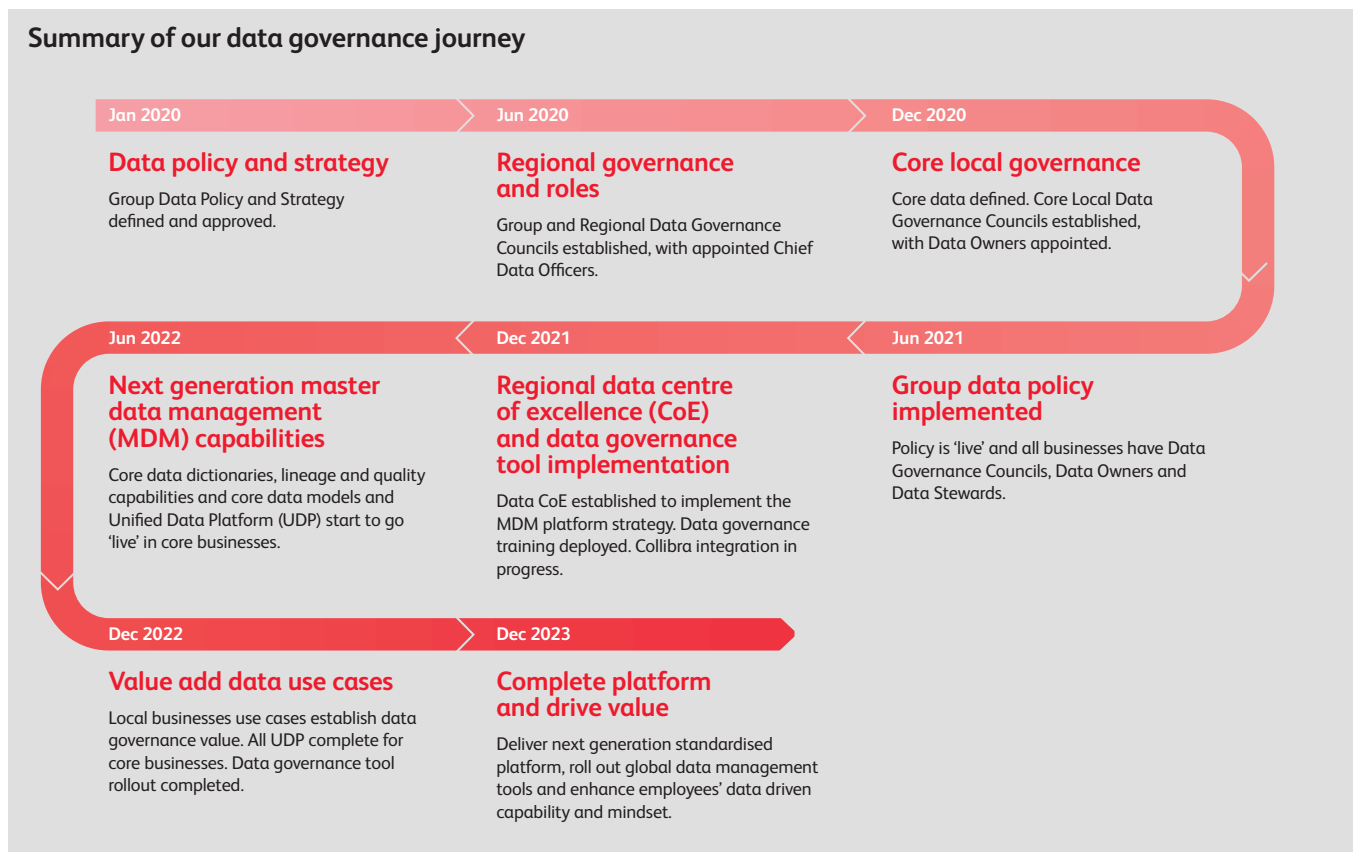 Summary of our data governance journey
Jan 2020
Data policy and strategy
Group Data Policy and Strategy
defined and approved.
Jun 2020
Regional governance
and roles
Group and Regional Data Governance
Councils established, with appointed Chief
Data Officers.
Dec 2020
Core local governance
Core data defined. Core Local Data
Governance Councils established,
with Data Owners appointed.
Jun 2021
Group data policy
implemented
Policy is ‘live’ and all businesses have Data
Governance Councils, Data Owners and
Data Stewards.
Dec 2021
Regional data centre
of excellence (CoE)
and data governance
tool implementation
Data CoE established to implement the
MDM platform strategy. Data governance
training deployed. Collibra integration in
progress.
Jun 2022
Next generation master
data management
(MDM) capabilities
Core data dictionaries, lineage and quality
capabilities and core data models and
Unified Data Platform (UDP) start to go
‘live’ in core businesses.
Dec 2022
Value add data use cases
Local businesses use cases establish data
governance value. All UDP complete for
core businesses. Data governance tool
rollout completed.
Dec 2023
Complete platform
and drive value
Deliver next generation standardised
platform, roll out global data management
tools and enhance employees’ data driven
capability and mindset.